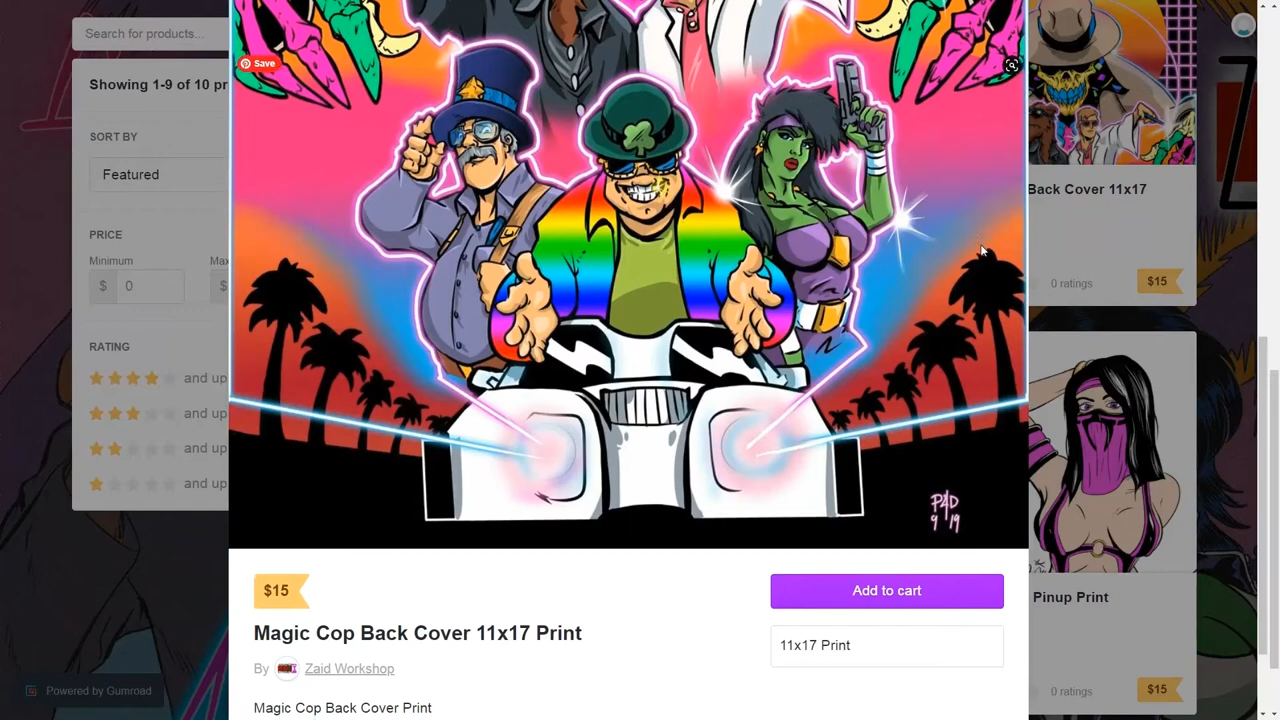 Search for products...
Showing 1-9 of 10 pr
SORT BY
Featured
PRICE
Minimum
Max
$
0
$
RATING
and up
and up
and up
and up
Powered by Gumroad
Save
PAD
9 19
$15
Add to cart
Magic Cop Back Cover 11x17 Print
11x17 Print
By Zaid Workshop
Magic Cop Back Cover Print
Back Cover 11x17
0 ratings
$15
Pinup Print
0 ratings
$15